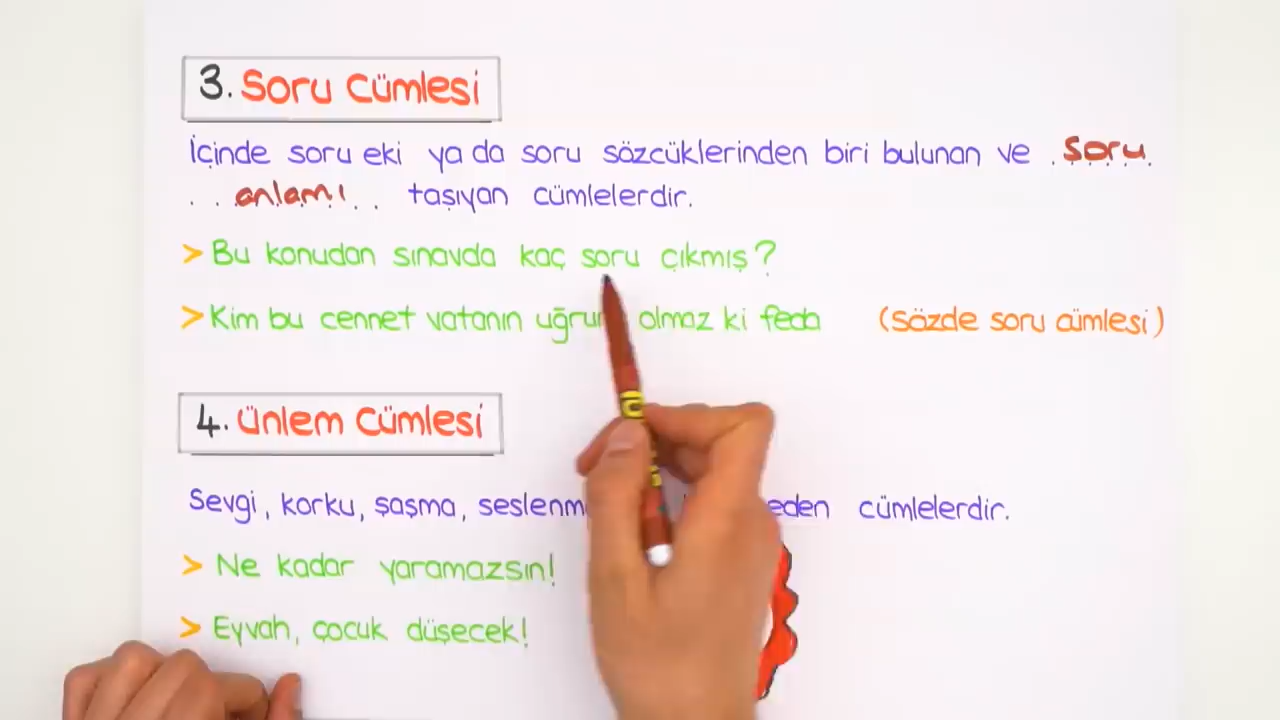 3. Soru Cümlesi
İçinde soru eki ya da soru sözcüklerinden biri bulunan ve .soru.
. . anlamı . . taşıyan cümlelerdir.
> Bu konudan sınavda kaç soru çıkmış?
> Kim bu cennet vatanın olmaz ki feda (Sözde soru cümlesi)
4. Ünlem Cümlesi
Sevgi, korku, şaşma, cümlelerdir.
> Ne kadar yaramazsın!
> Eyvah, çocuk düşecek!